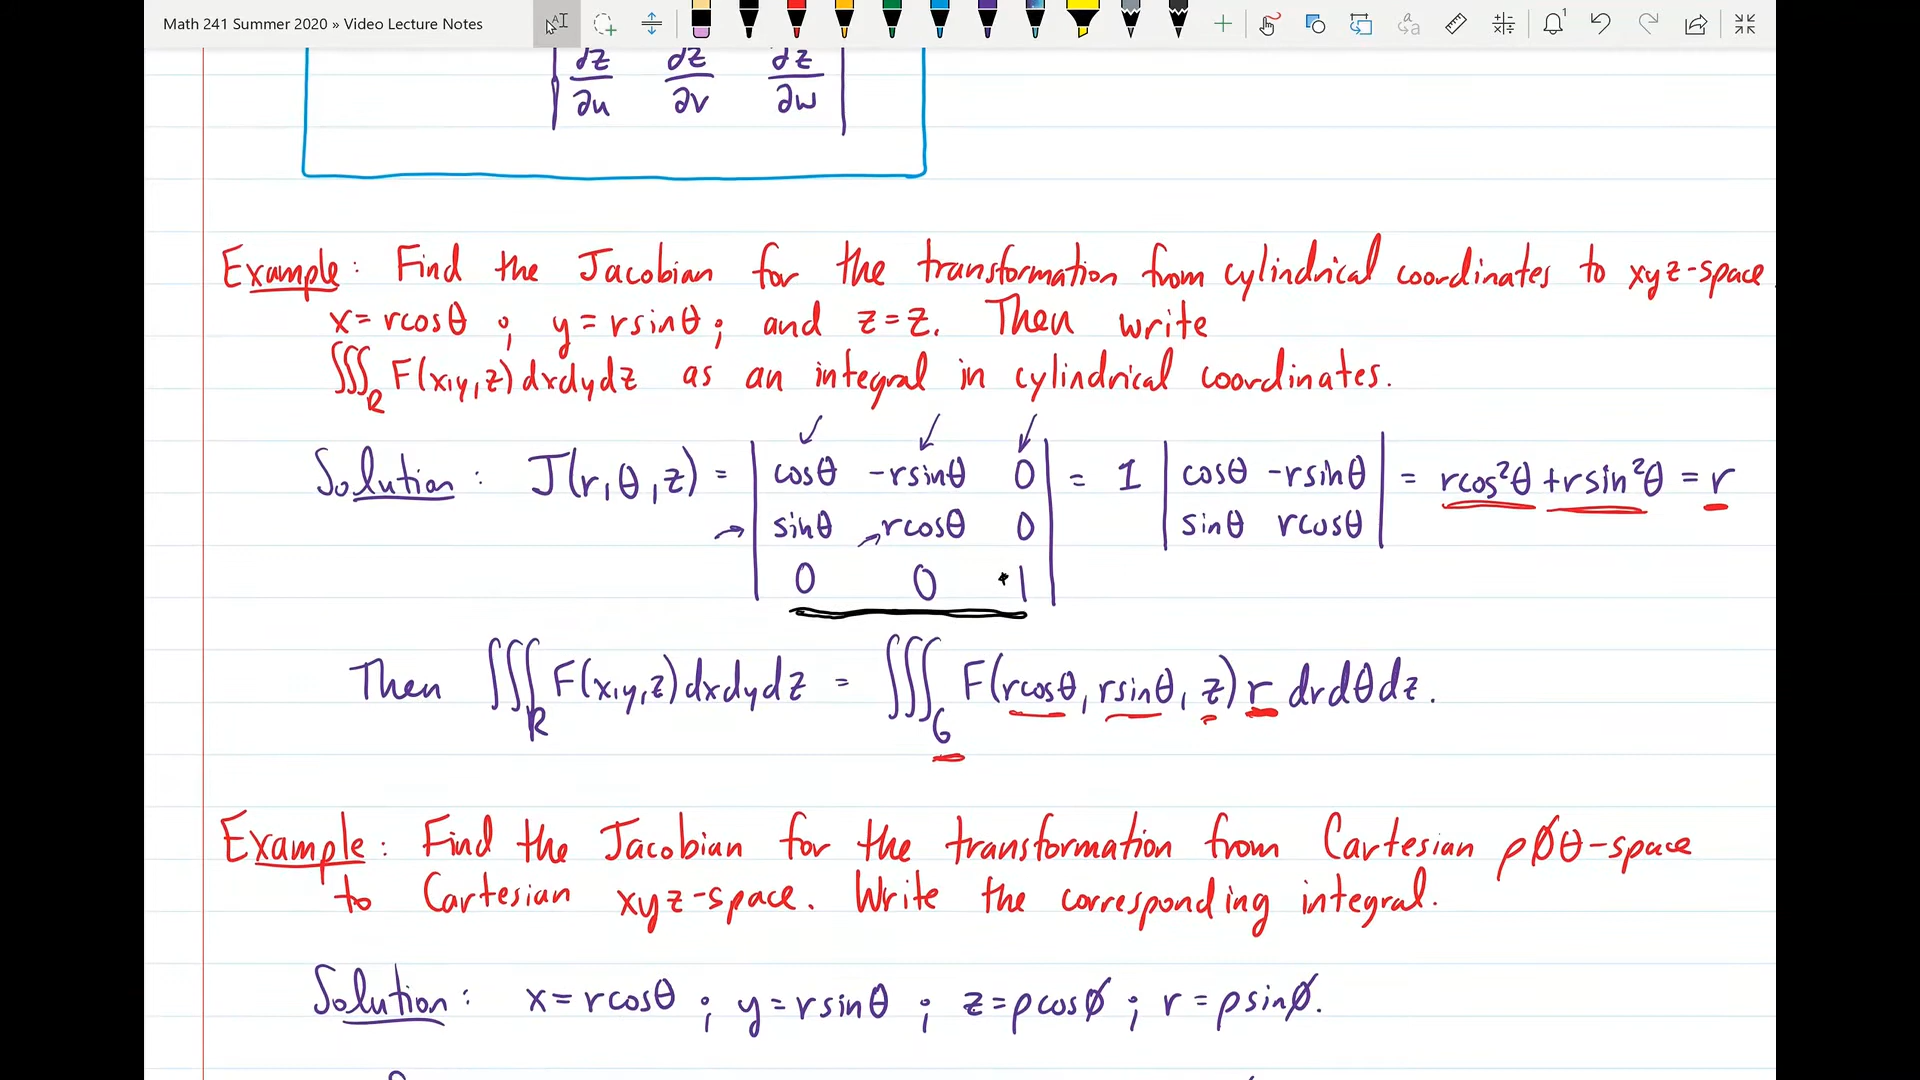 Math 241 Summer 2020 » Video Lecture Notes
∂z/∂u ∂z/∂v ∂z/∂w
Example: Find the Jacobian for the transformation from cylindrical coordinates to xyz-space
x = rcosθ ; y = rsinθ ; and z = z. Then write
∭_R F(x,y,z) dxdydz as an integral in cylindrical coordinates.
Solution: J(r,θ,z) = | cosθ -rsinθ 0 | = 1 | cosθ -rsinθ | = rcos²θ + rsin²θ = r
| sinθ rcosθ 0 | | sinθ rcosθ |
| 0 0 1 |
Then ∭_R F(x,y,z) dxdydz = ∭_G F(rcosθ, rsinθ, z) r drdθdz.
Example: Find the Jacobian for the transformation from Cartesian ρϕθ-space
to Cartesian xyz-space. Write the corresponding integral.
Solution: x = rcosθ ; y = rsinθ ; z = ρcosϕ ; r = ρsinϕ.